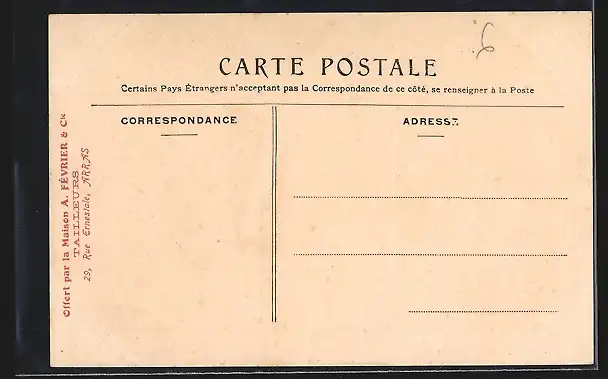 6
CARTE POSTALE
Certains Pays Étrangers n'acceptant pas la Correspondance de ce côté, se renseigner à la Poste
CORRESPONDANCE
ADRESSE
Offert par la Maison A. FÉVRIER & Cie
TAILLEURS
29, Rue Ernestale, ARRAS